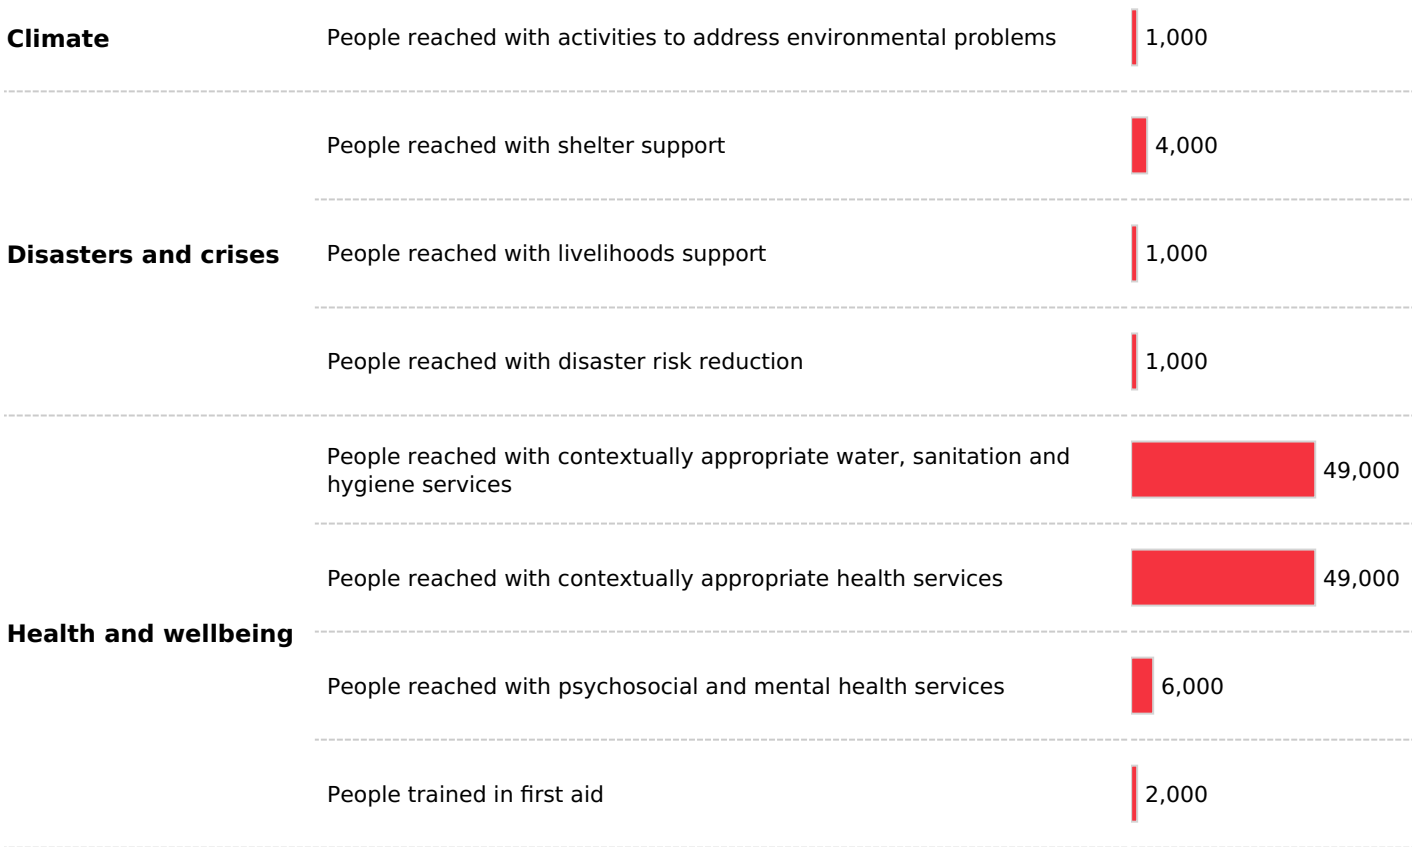 Climate
People reached with activities to address environmental problems
1,000
People reached with shelter support
4,000
Disasters and crises
People reached with livelihoods support
1,000
People reached with disaster risk reduction
1,000
People reached with contextually appropriate water, sanitation and
hygiene services
49,000
People reached with contextually appropriate health services
49,000
Health and wellbeing
People reached with psychosocial and mental health services
6,000
People trained in first aid
2,000